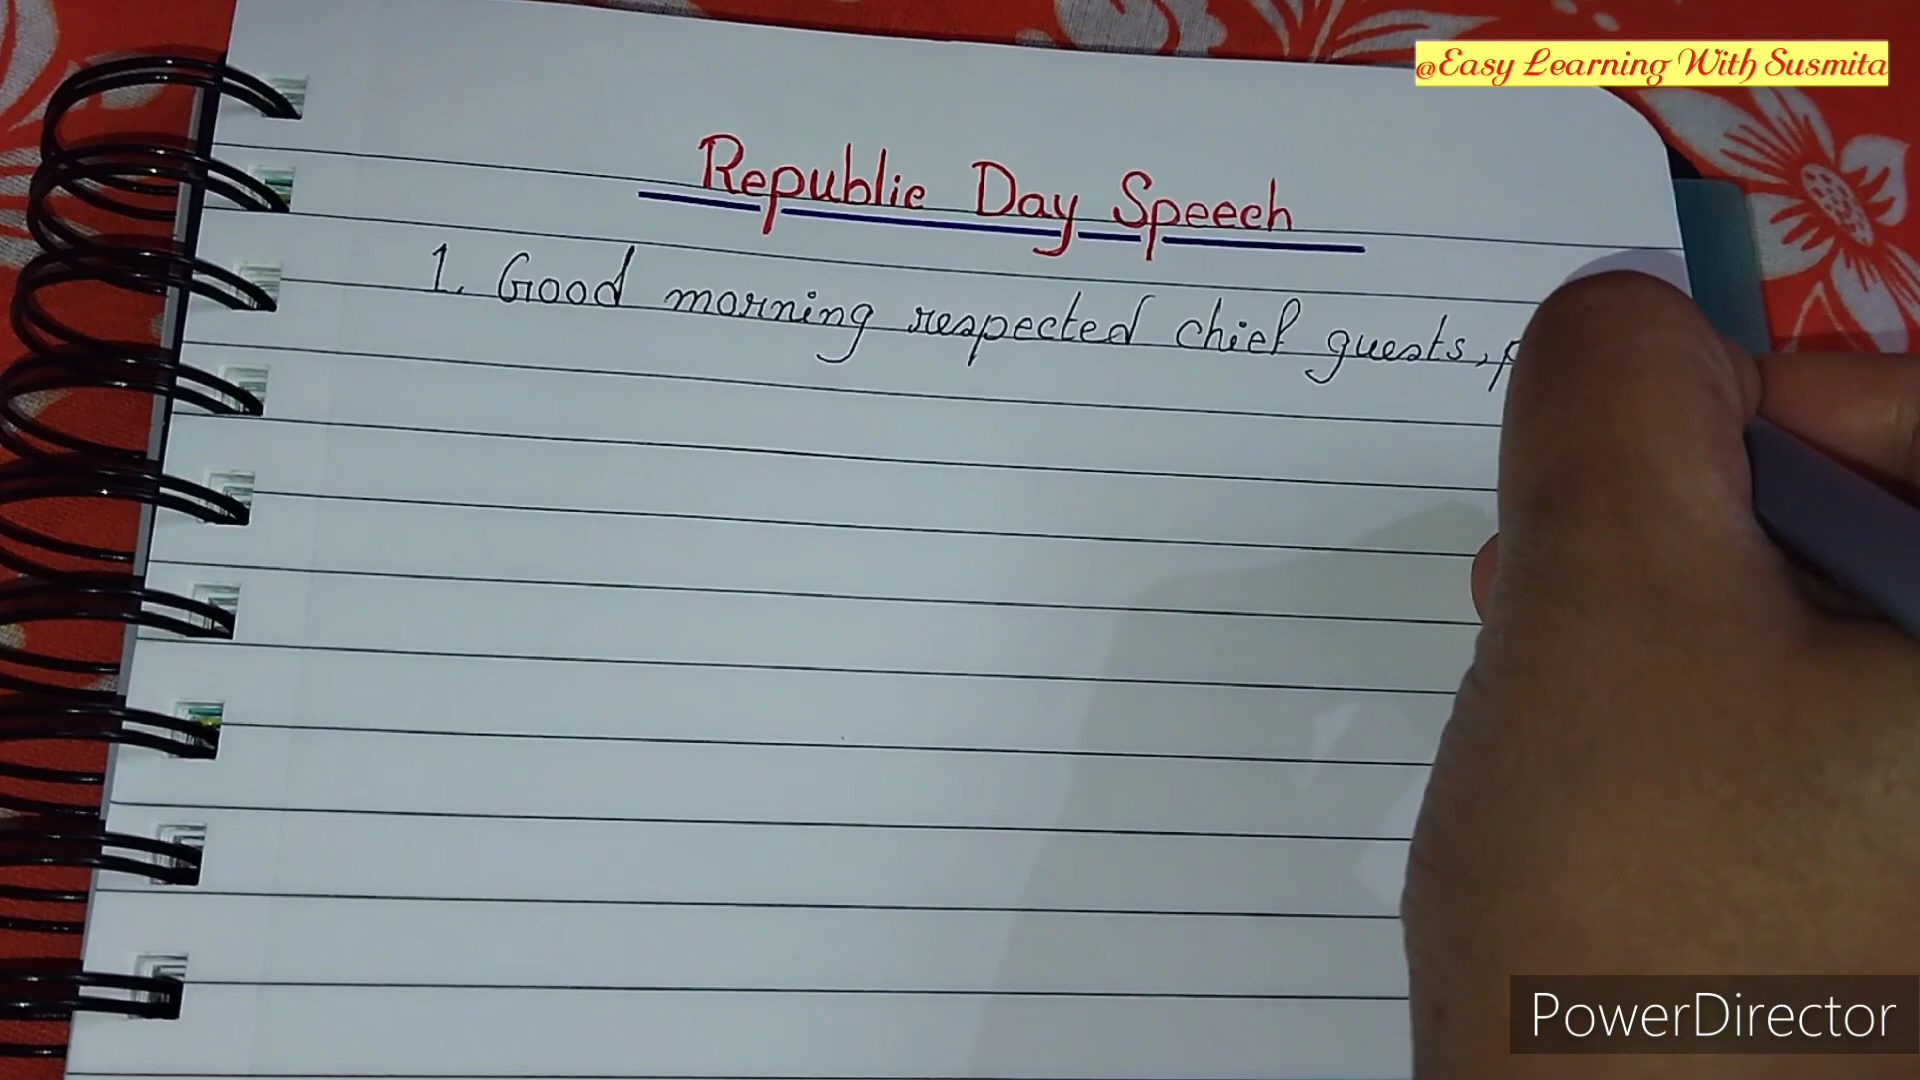 @Easy Learning With Susmita
Republic Day Speech
1. Good morning respected chief guests,
PowerDirector